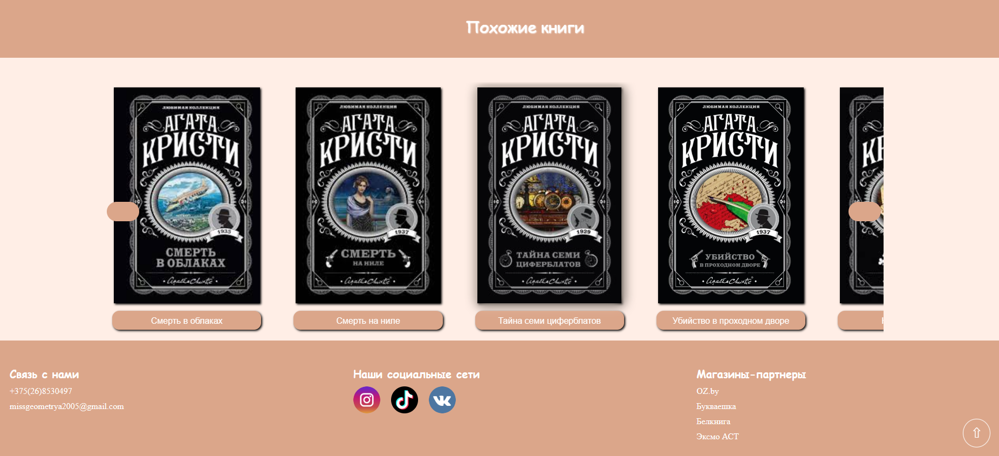 Похожие книги
ЛЮБИМАЯ КОЛЛЕКЦИЯ
АГАТА
КРИСТИ
1935
СМЕРТЬ
В ОБЛАКАХ
Agatha Christie
Смерть в облаках
ЛЮБИМАЯ КОЛЛЕКЦИЯ
АГАТА
КРИСТИ
1937
СМЕРТЬ
НА НИЛЕ
Agatha Christie
Смерть на ниле
ЛЮБИМАЯ КОЛЛЕКЦИЯ
АГАТА
КРИСТИ
1929
ТАЙНА СЕМИ
ЦИФЕРБЛАТОВ
Agatha Christie
Тайна семи циферблатов
ЛЮБИМАЯ КОЛЛЕКЦИЯ
АГАТА
КРИСТИ
1937
УБИЙСТВО
В ПРОХОДНОМ ДВОРЕ
Agatha Christie
Убийство в проходном дворе
Связь с нами
+375(26)8530497
missgeometrya2005@gmail.com
Наши социальные сети
Магазины-партнеры
OZ.by
Букваешка
Белкнига
Эксмо АСТ